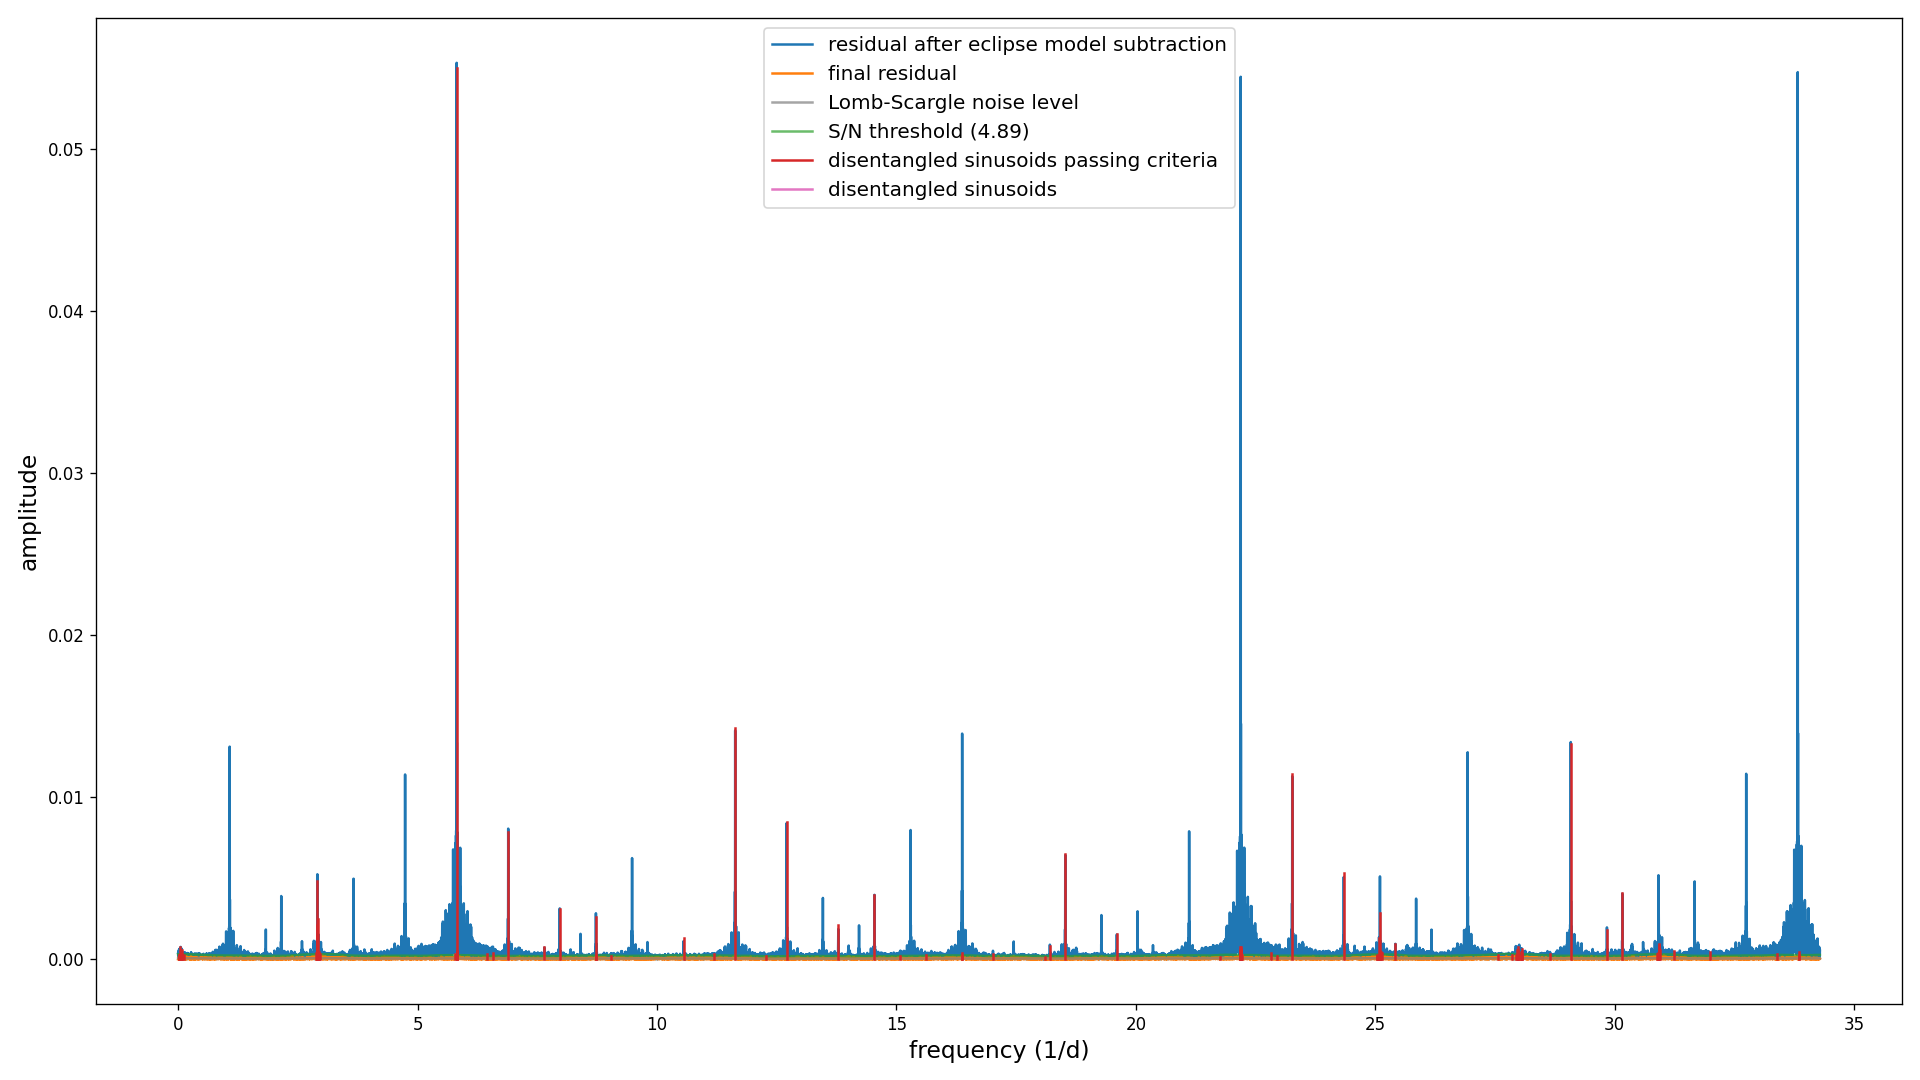 residual after eclipse model subtraction
final residual
Lomb-Scargle noise level
S/N threshold (4.89)
disentangled sinusoids passing criteria
disentangled sinusoids
0.05
0.04
0.03
0.02
0.01
0.00
amplitude
0 5 10 15 20 25 30 35
frequency (1/d)